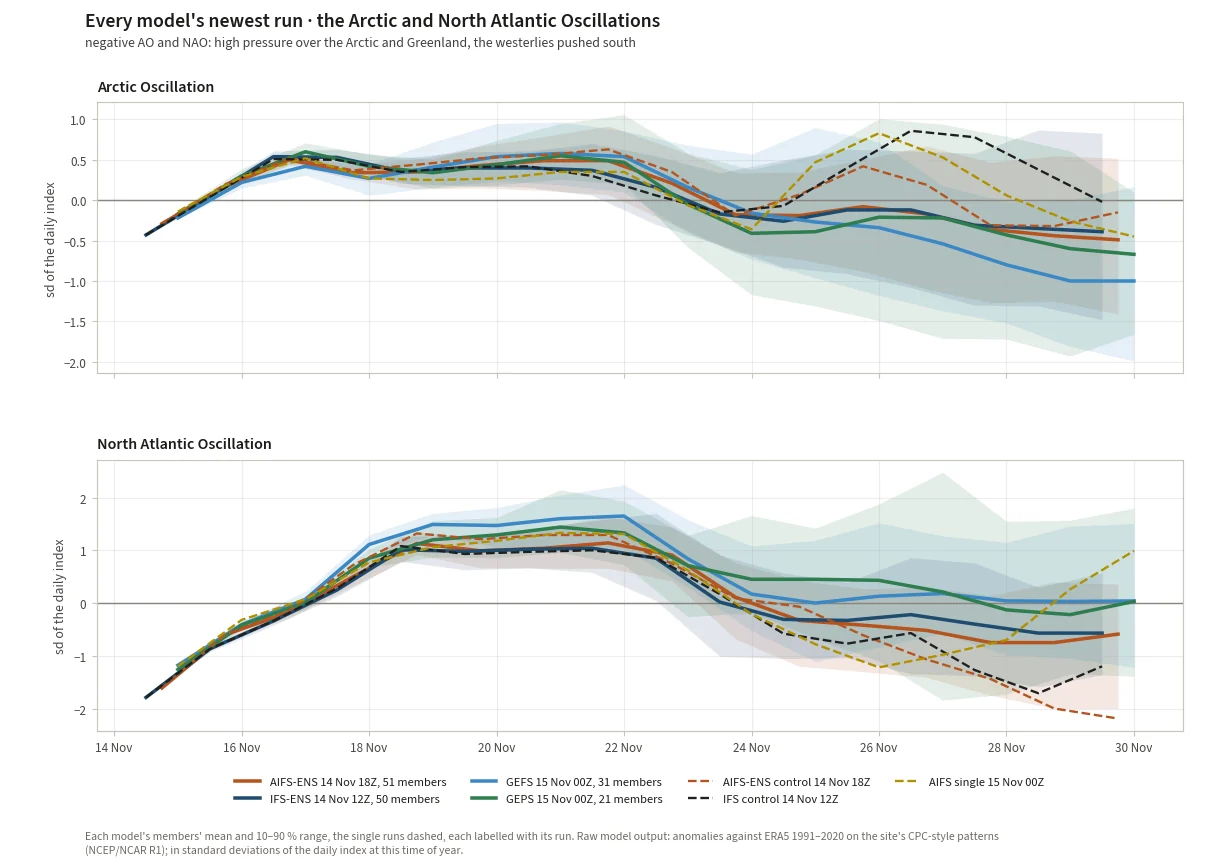 Every model's newest run · the Arctic and North Atlantic Oscillations
negative AO and NAO: high pressure over the Arctic and Greenland, the westerlies pushed south
Arctic Oscillation
1.0
0.5
0.0
−0.5
−1.0
−1.5
−2.0
sd of the daily index
North Atlantic Oscillation
2
1
0
−1
−2
sd of the daily index
14 Nov 16 Nov 18 Nov 20 Nov 22 Nov 24 Nov 26 Nov 28 Nov 30 Nov
AIFS-ENS 14 Nov 18Z, 51 members GEFS 15 Nov 00Z, 31 members AIFS-ENS control 14 Nov 18Z AIFS single 15 Nov 00Z
IFS-ENS 14 Nov 12Z, 50 members GEPS 15 Nov 00Z, 21 members IFS control 14 Nov 12Z
Each model's members' mean and 10–90 % range, the single runs dashed, each labelled with its run. Raw model output: anomalies against ERA5 1991–2020 on the site's CPC-style patterns
(NCEP/NCAR R1); in standard deviations of the daily index at this time of year.